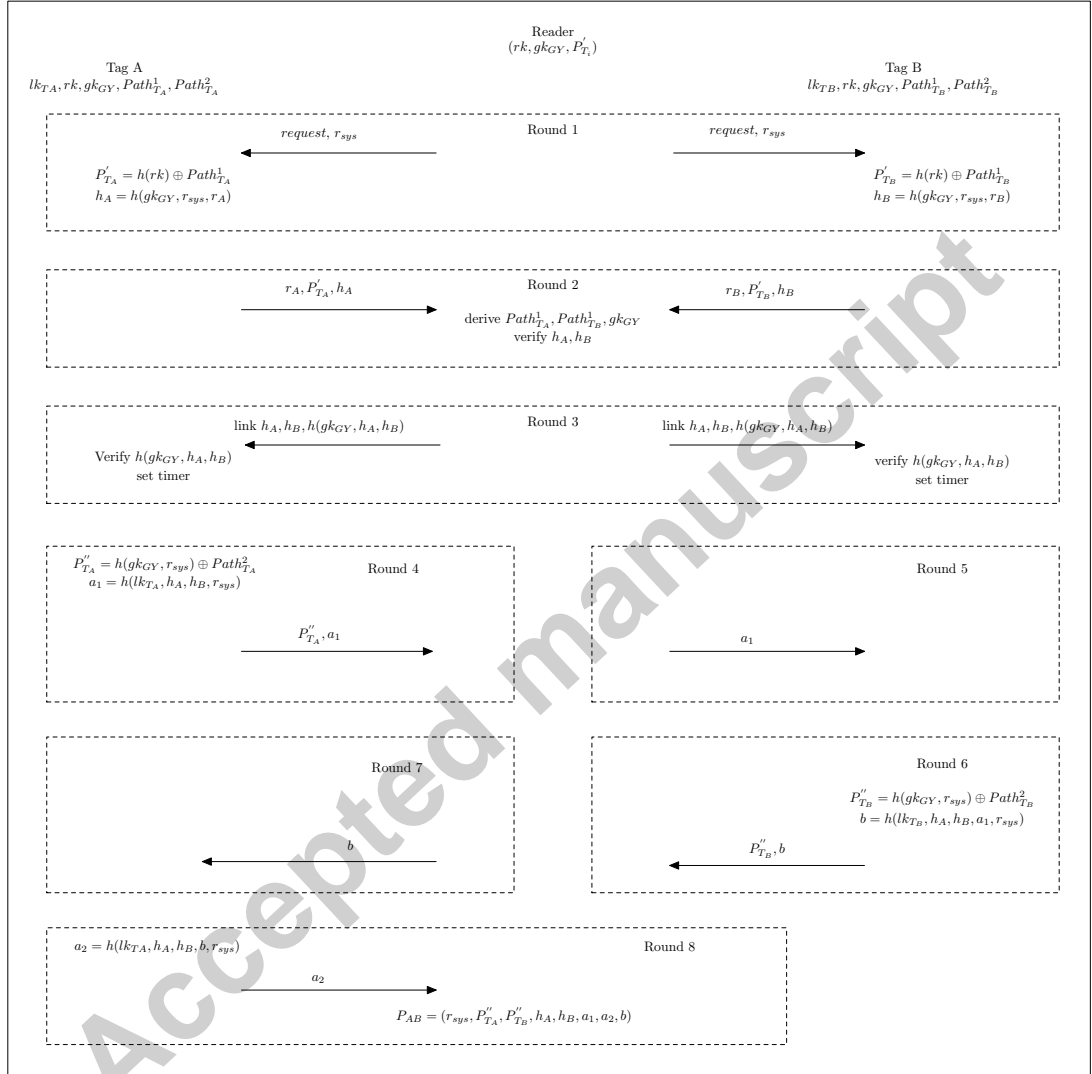 Reader
(rk, gk_{GY}, P'_{T_i})
Tag A
lk_{TA}, rk, gk_{GY}, Path^1_{T_A}, Path^2_{T_A}
Tag B
lk_{TB}, rk, gk_{GY}, Path^1_{T_B}, Path^2_{T_B}
Round 1
request, r_{sys}
request, r_{sys}
P'_{T_A} = h(rk) ⊕ Path^1_{T_A}
h_A = h(gk_{GY}, r_{sys}, r_A)
P'_{T_B} = h(rk) ⊕ Path^1_{T_B}
h_B = h(gk_{GY}, r_{sys}, r_B)
Round 2
r_A, P'_{T_A}, h_A
r_B, P'_{T_B}, h_B
derive Path^1_{T_A}, Path^1_{T_B}, gk_{GY}
verify h_A, h_B
Round 3
link h_A, h_B, h(gk_{GY}, h_A, h_B)
link h_A, h_B, h(gk_{GY}, h_A, h_B)
Verify h(gk_{GY}, h_A, h_B)
set timer
verify h(gk_{GY}, h_A, h_B)
set timer
P''_{T_A} = h(gk_{GY}, r_{sys}) ⊕ Path^2_{T_A}
a_1 = h(lk_{T_A}, h_A, h_B, r_{sys})
Round 4
P''_{T_A}, a_1
Round 5
a_1
Round 7
b
Round 6
P''_{T_B} = h(gk_{GY}, r_{sys}) ⊕ Path^2_{T_B}
b = h(lk_{T_B}, h_A, h_B, a_1, r_{sys})
P''_{T_B}, b
a_2 = h(lk_{TA}, h_A, h_B, b, r_{sys})
Round 8
a_2
P_{AB} = (r_{sys}, P''_{T_A}, P''_{T_B}, h_A, h_B, a_1, a_2, b)
Accepted manuscript